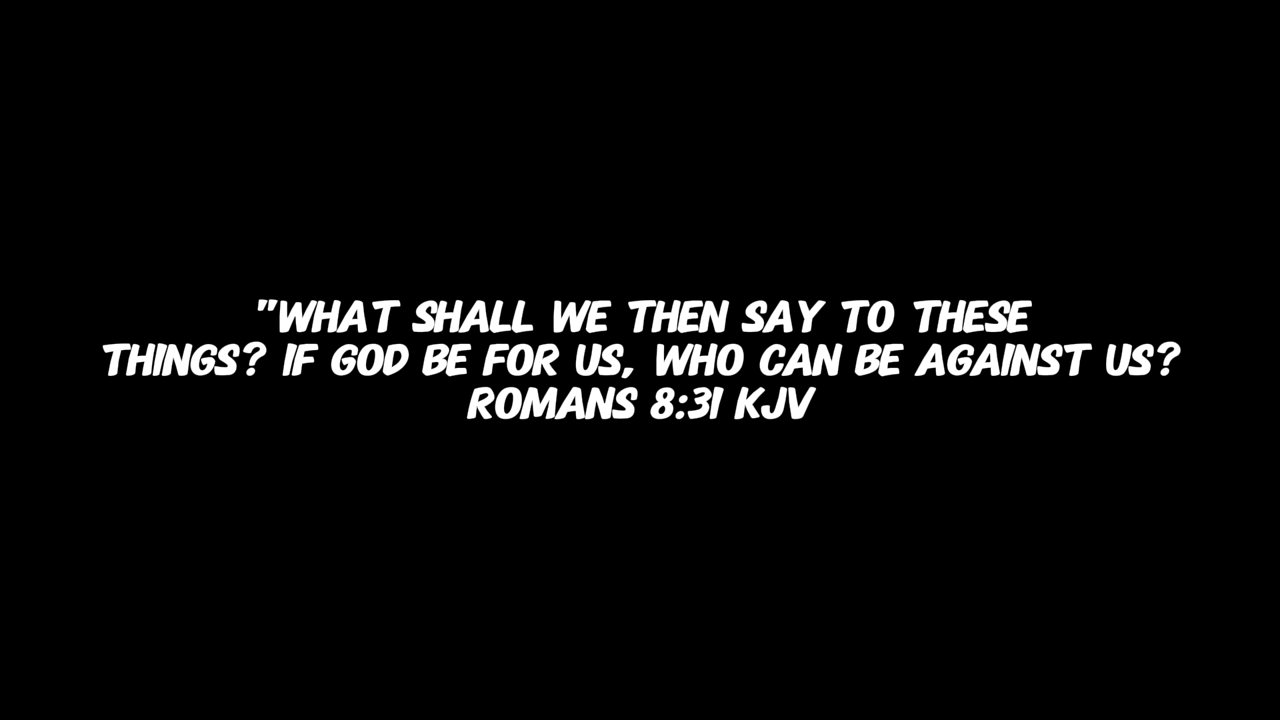 "WHAT SHALL WE THEN SAY TO THESE
THINGS? IF GOD BE FOR US, WHO CAN BE AGAINST US?
ROMANS 8:31 KJV